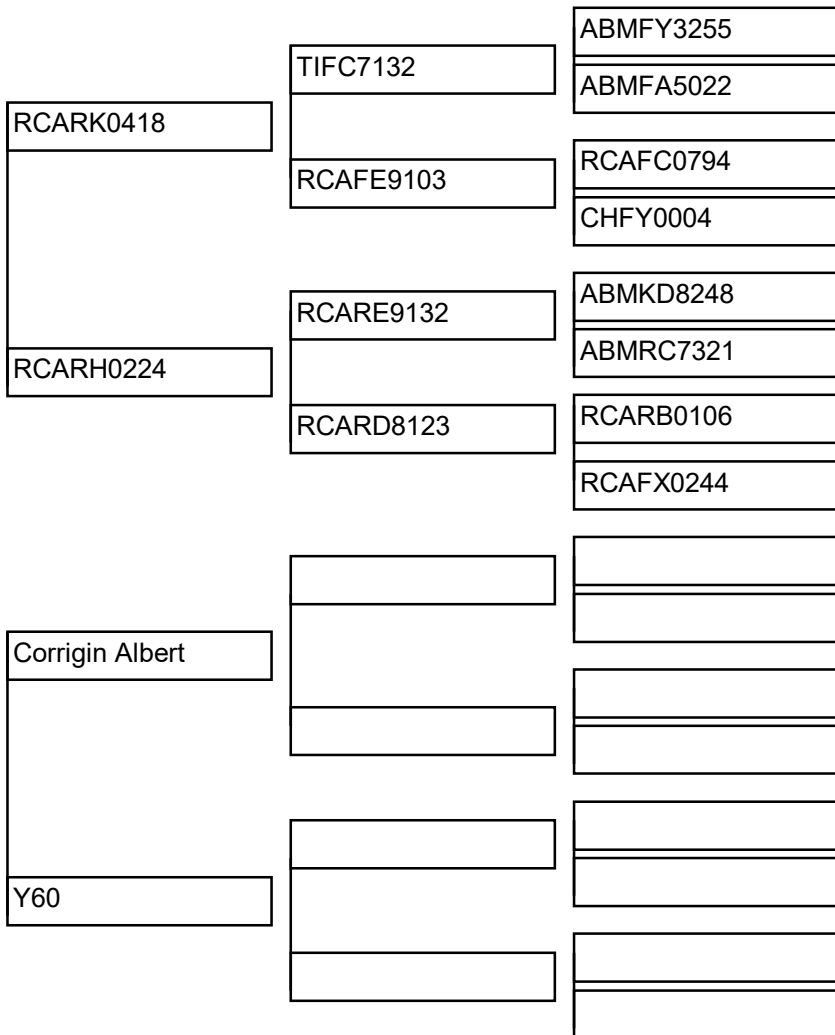 ABMFY3255
TIFC7132
ABMFA5022
RCARK0418
RCAFC0794
RCAFE9103
CHFY0004
ABMKD8248
RCARE9132
ABMRC7321
RCARH0224
RCARB0106
RCARD8123
RCAFX0244
Corrigin Albert
Y60